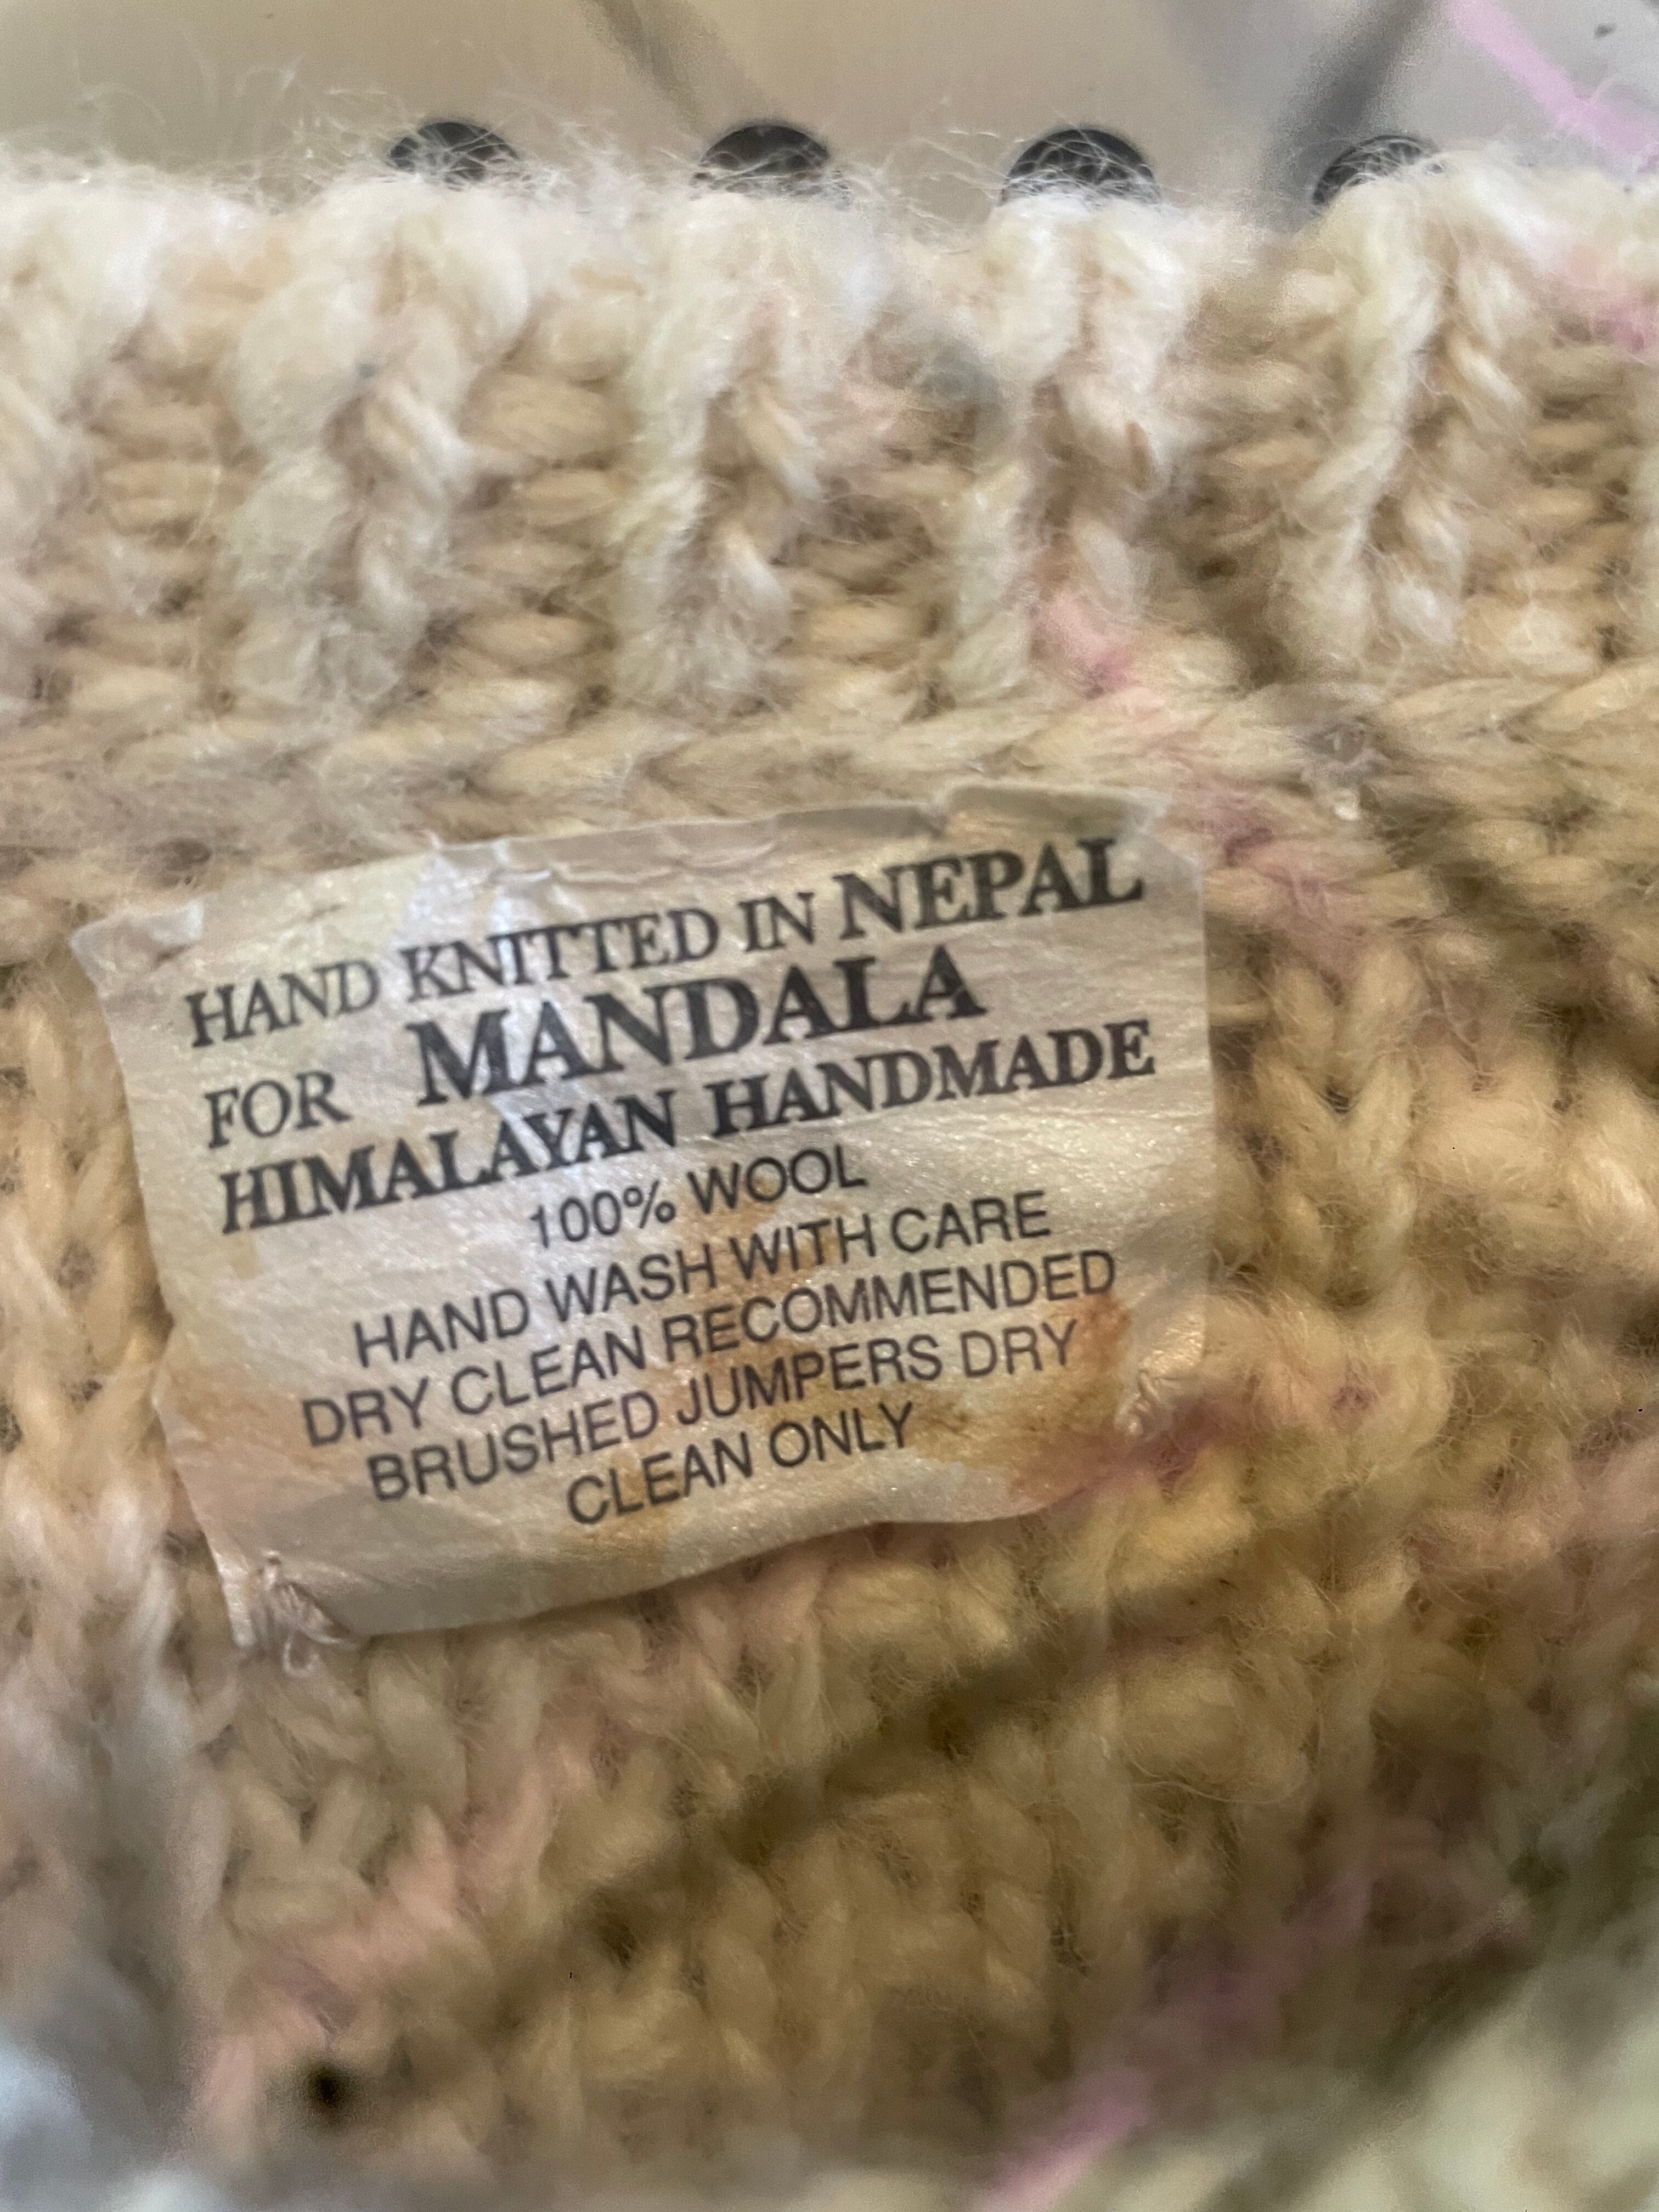 HAND KNITTED IN NEPAL
FOR MANDALA
HIMALAYAN HANDMADE
100% WOOL
HAND WASH WITH CARE
DRY CLEAN RECOMMENDED
BRUSHED JUMPERS DRY
CLEAN ONLY